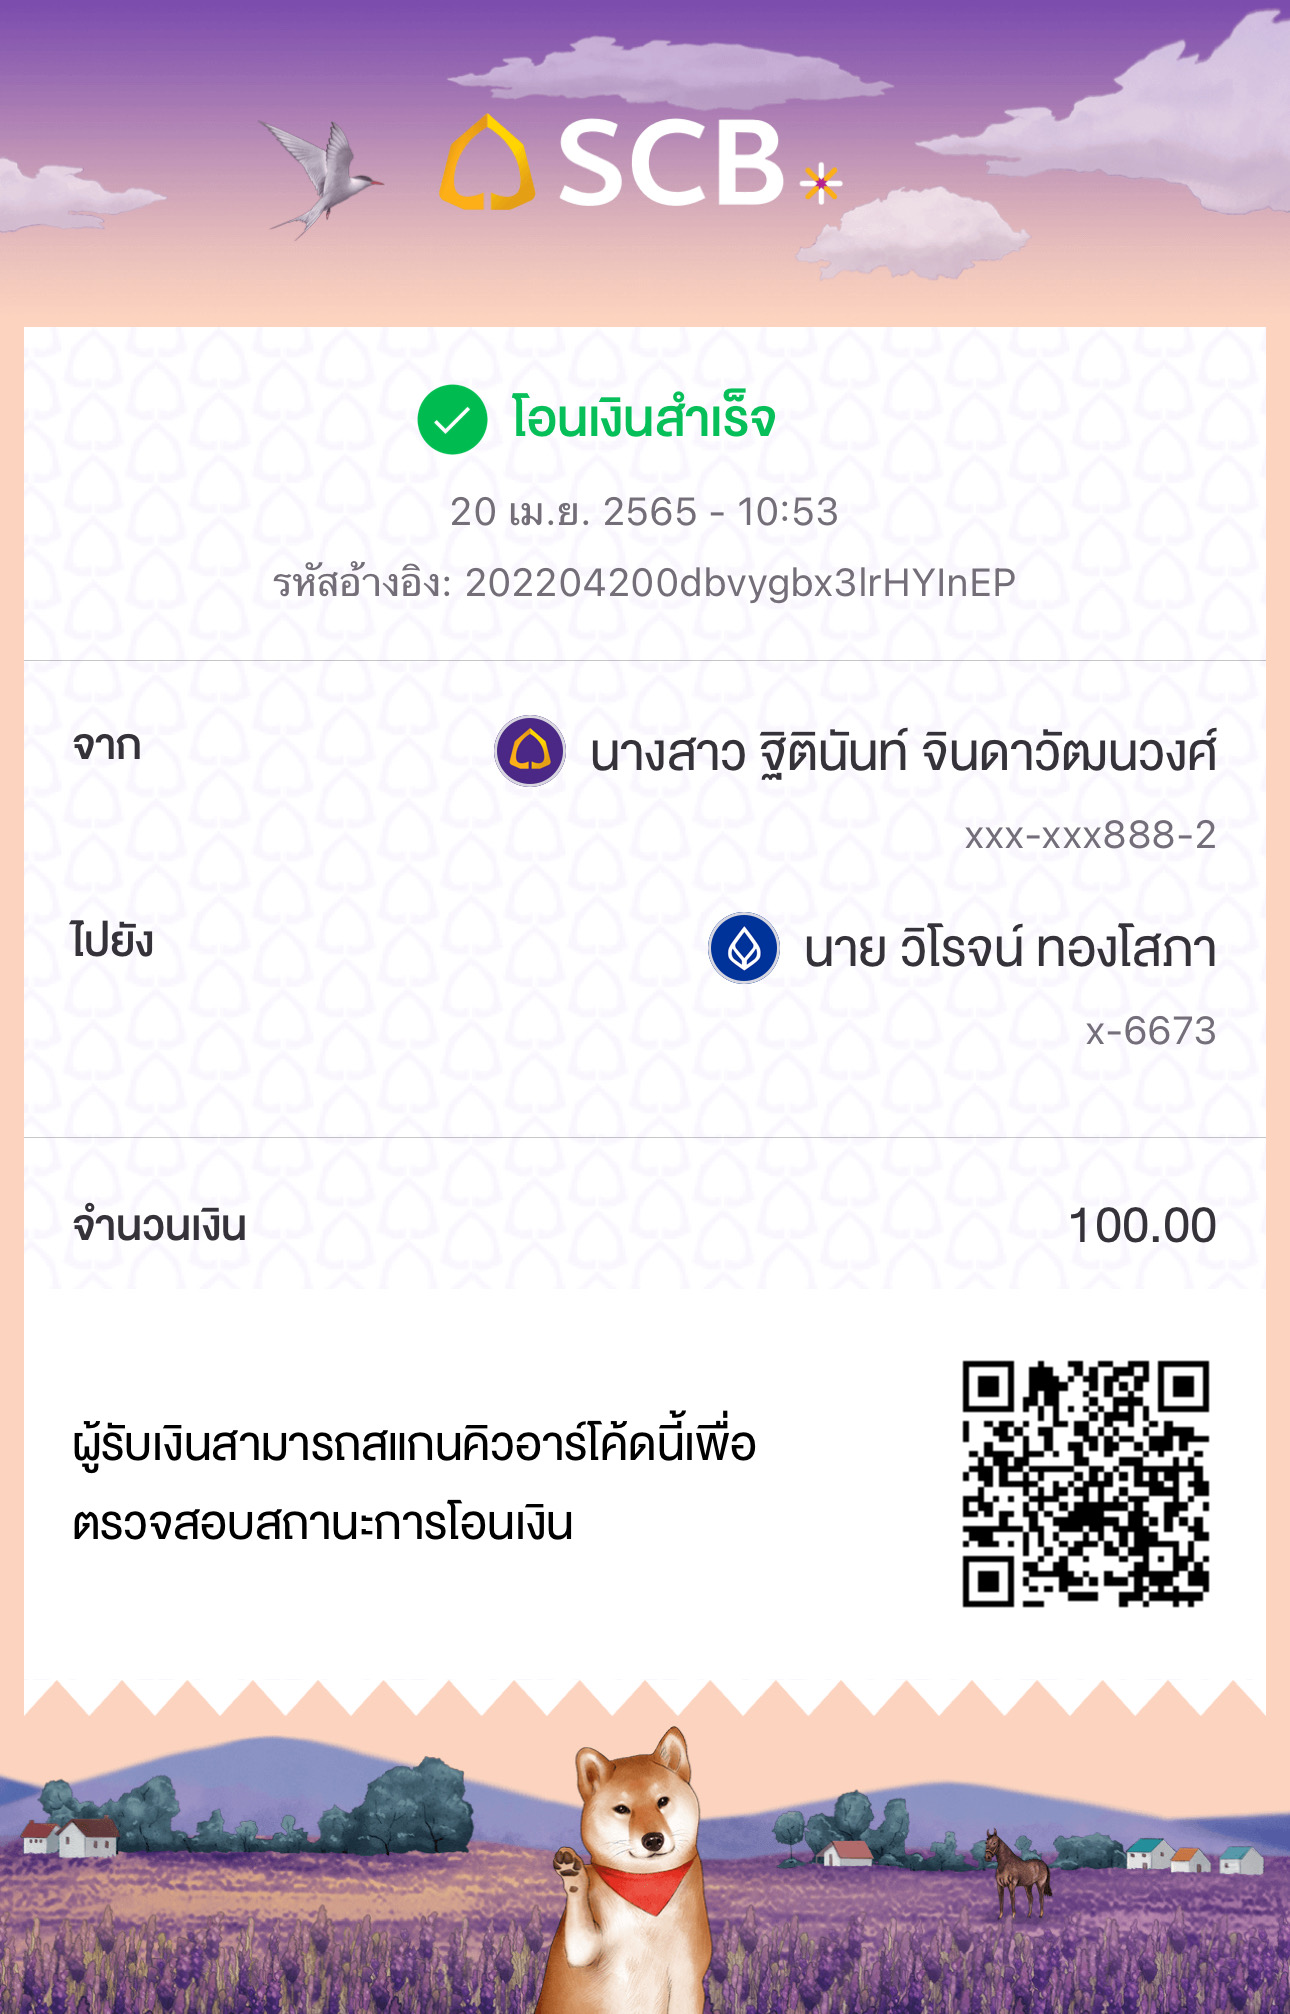 SCB
โอนเงินสำเร็จ
20 เม.ย. 2565 - 10:53
รหัสอ้างอิง: 202204200dbvygbx3lrHYInEP
จาก
นางสาว ฐิตินันท์ จินดาวัฒนวงศ์
xxx-xxx888-2
ไปยัง
นาย วิโรจน์ ทองโสภา
x-6673
จำนวนเงิน 100.00
ผู้รับเงินสามารถสแกนคิวอาร์โค้ดนี้เพื่อ
ตรวจสอบสถานะการโอนเงิน